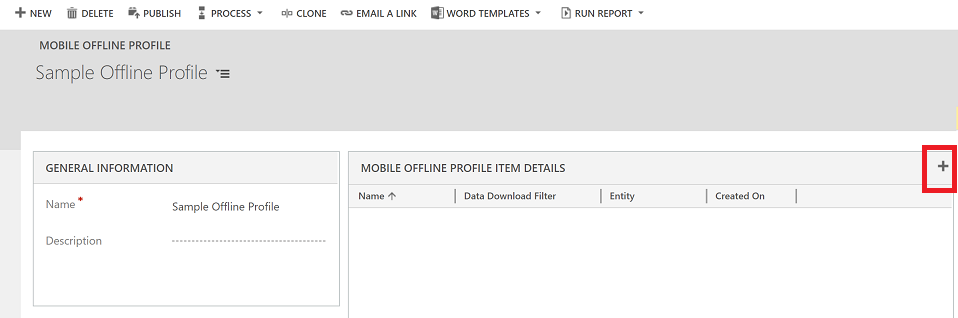 NEW DELETE PUBLISH PROCESS CLONE EMAIL A LINK WORD TEMPLATES RUN REPORT
MOBILE OFFLINE PROFILE
Sample Offline Profile
GENERAL INFORMATION
Name * Sample Offline Profile
Description
MOBILE OFFLINE PROFILE ITEM DETAILS
Name Data Download Filter Entity Created On